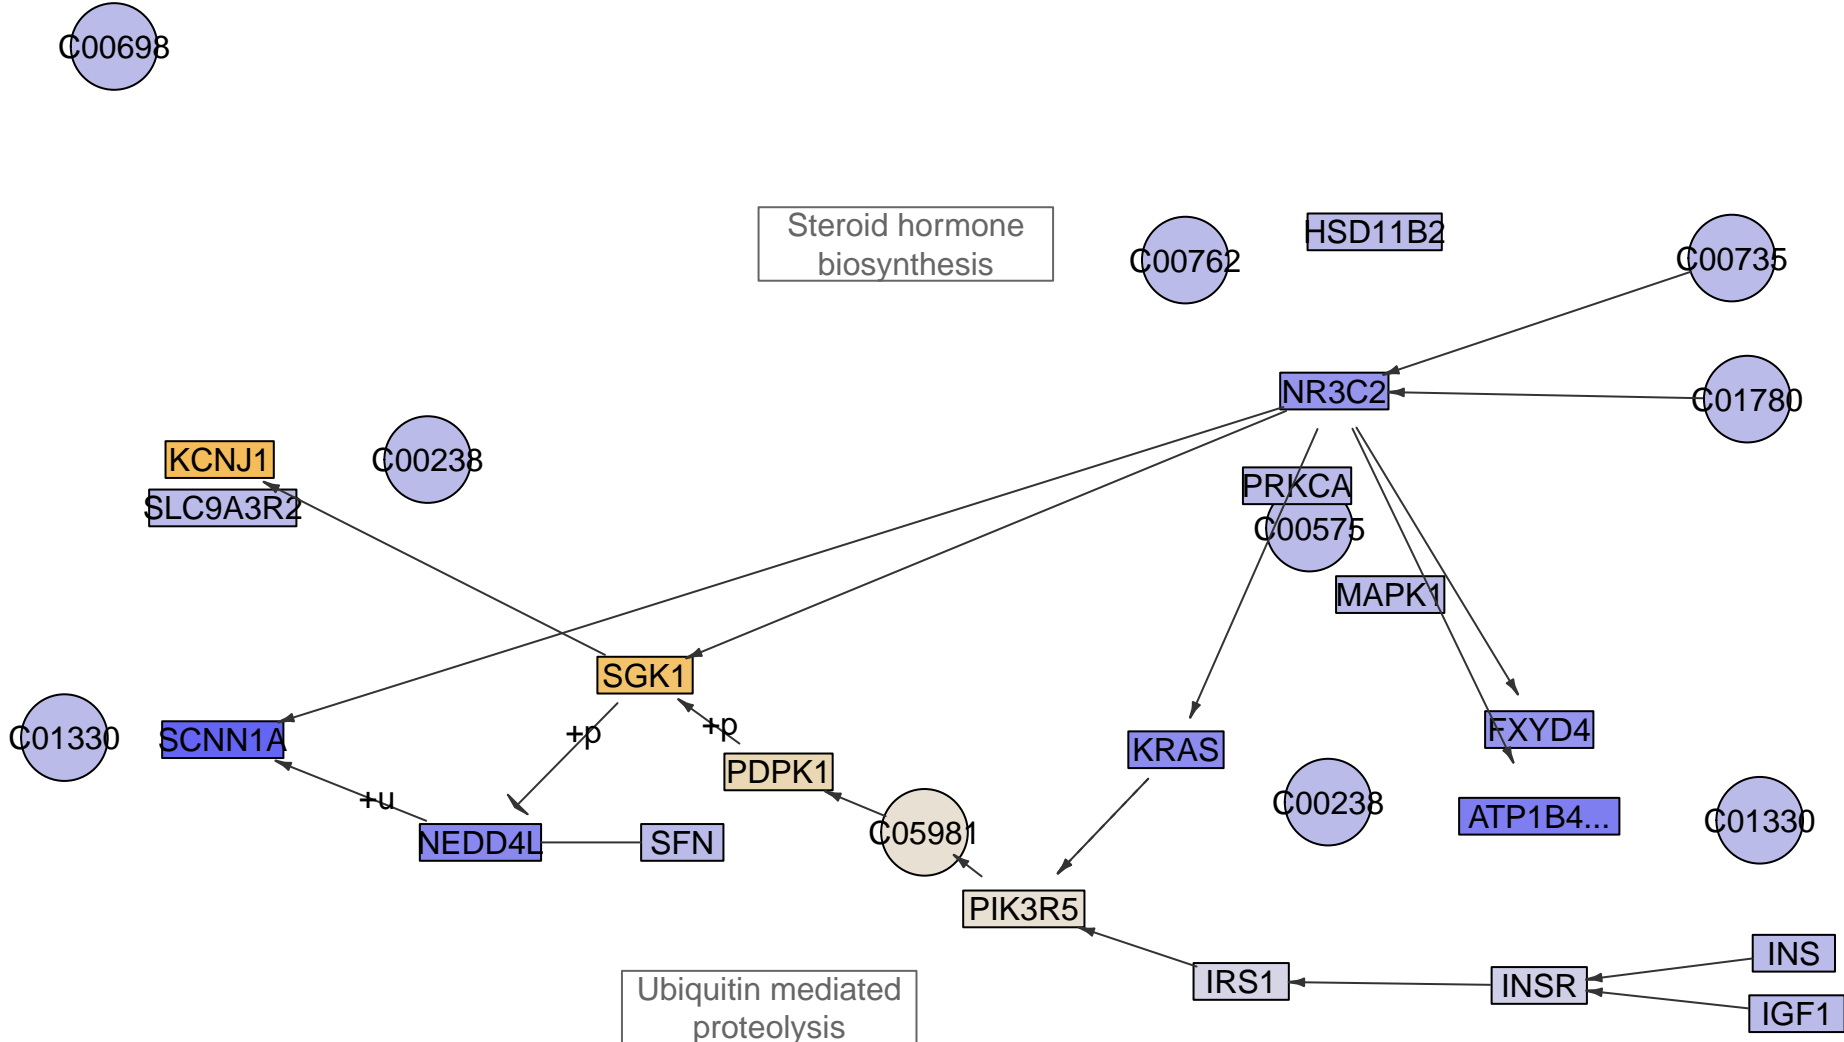 C00698
Steroid hormone
biosynthesis
C00762
HSD11B2
C00735
NR3C2
C01780
KCNJ1
C00238
SLC9A3R2
PRKCA
C00575
MAPK1
SGK1
+p
+p
C01330
SCNN1A
FXYD4
KRAS
PDPK1
+u
C00238
ATP1B4...
C01330
NEDD4L
SFN
C05981
PIK3R5
INS
Ubiquitin mediated
proteolysis
IRS1
INSR
IGF1